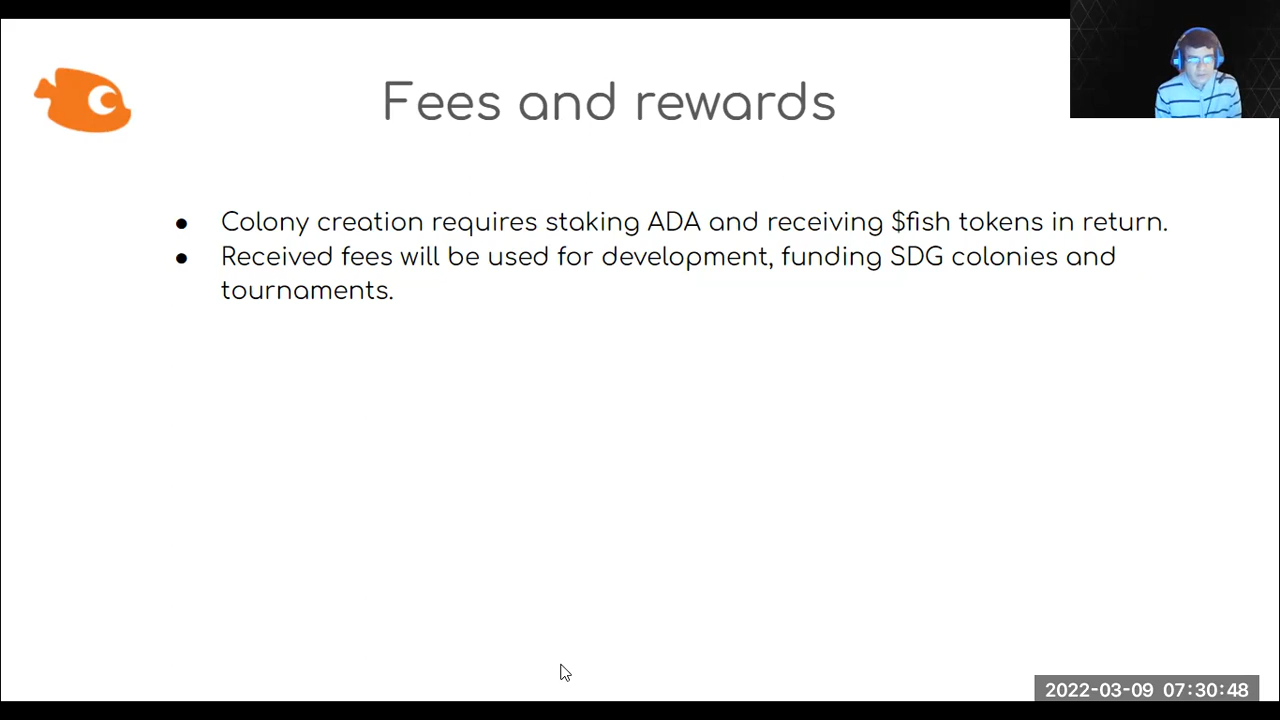 Fees and rewards
● Colony creation requires staking ADA and receiving $fish tokens in return.
● Received fees will be used for development, funding SDG colonies and
tournaments.
2022-03-09 07:30:48